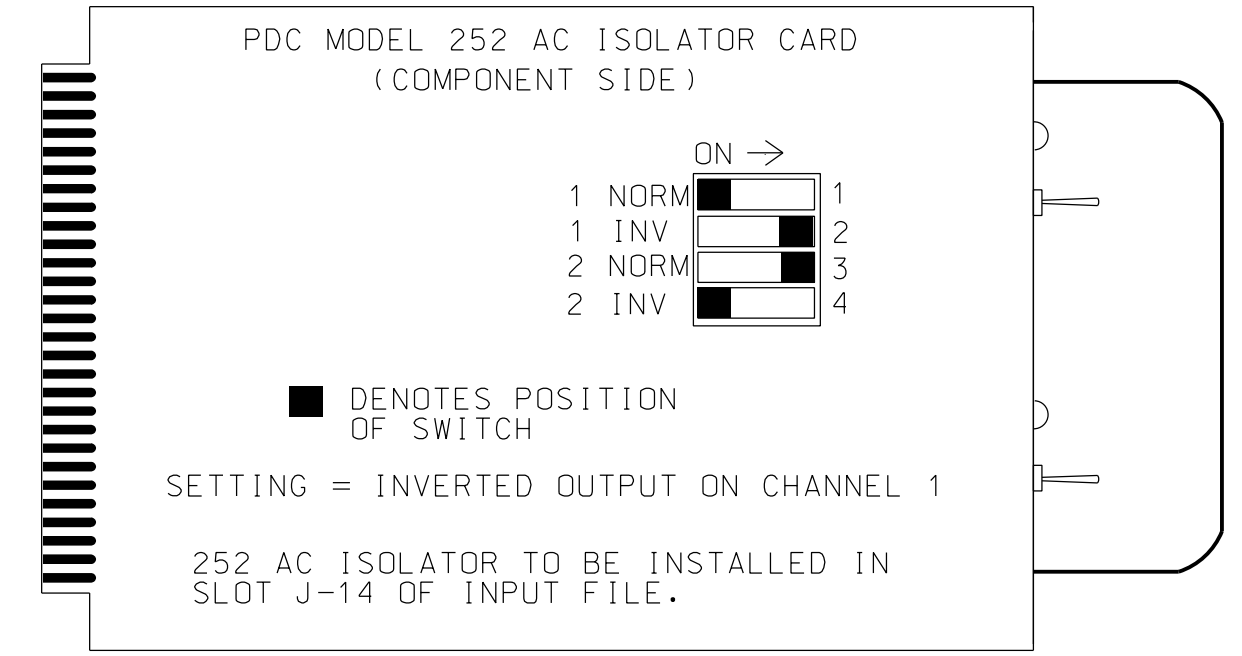 PDC MODEL 252 AC ISOLATOR CARD
(COMPONENT SIDE)
ON
1 NORM 1
1 INV 2
2 NORM 3
2 INV 4
DENOTES POSITION
OF SWITCH
SETTING = INVERTED OUTPUT ON CHANNEL 1
252 AC ISOLATOR TO BE INSTALLED IN
SLOT J-14 OF INPUT FILE.